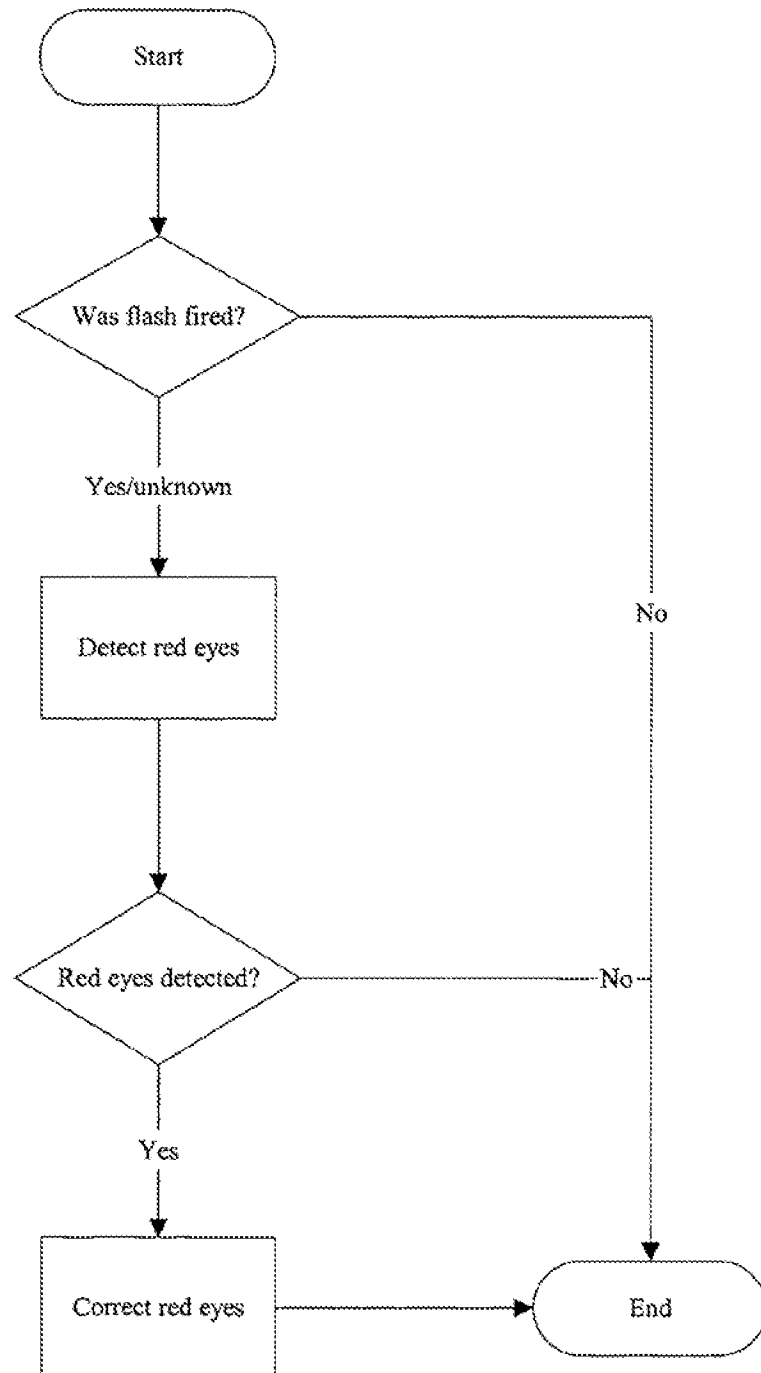 Start
Was flash fired?
Yes/unknown
Detect red eyes
No
Red eyes detected?
No
Yes
Correct red eyes
End